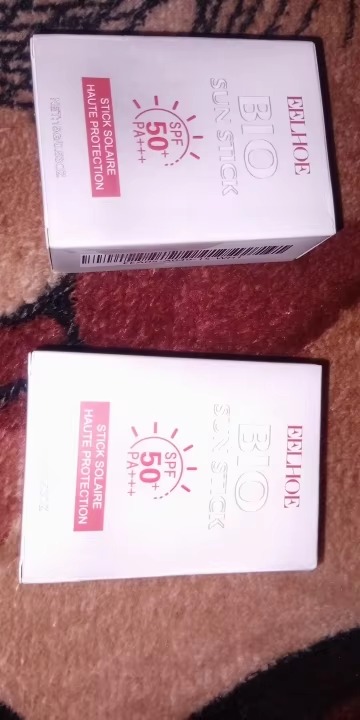 EELHOE
BIO
SUN STICK
SPF
50+
PA+++
STICK SOLAIRE
HAUTE PROTECTION
EELHOE
BIO
SUN STICK
SPF
50+
PA+++
STICK SOLAIRE
HAUTE PROTECTION